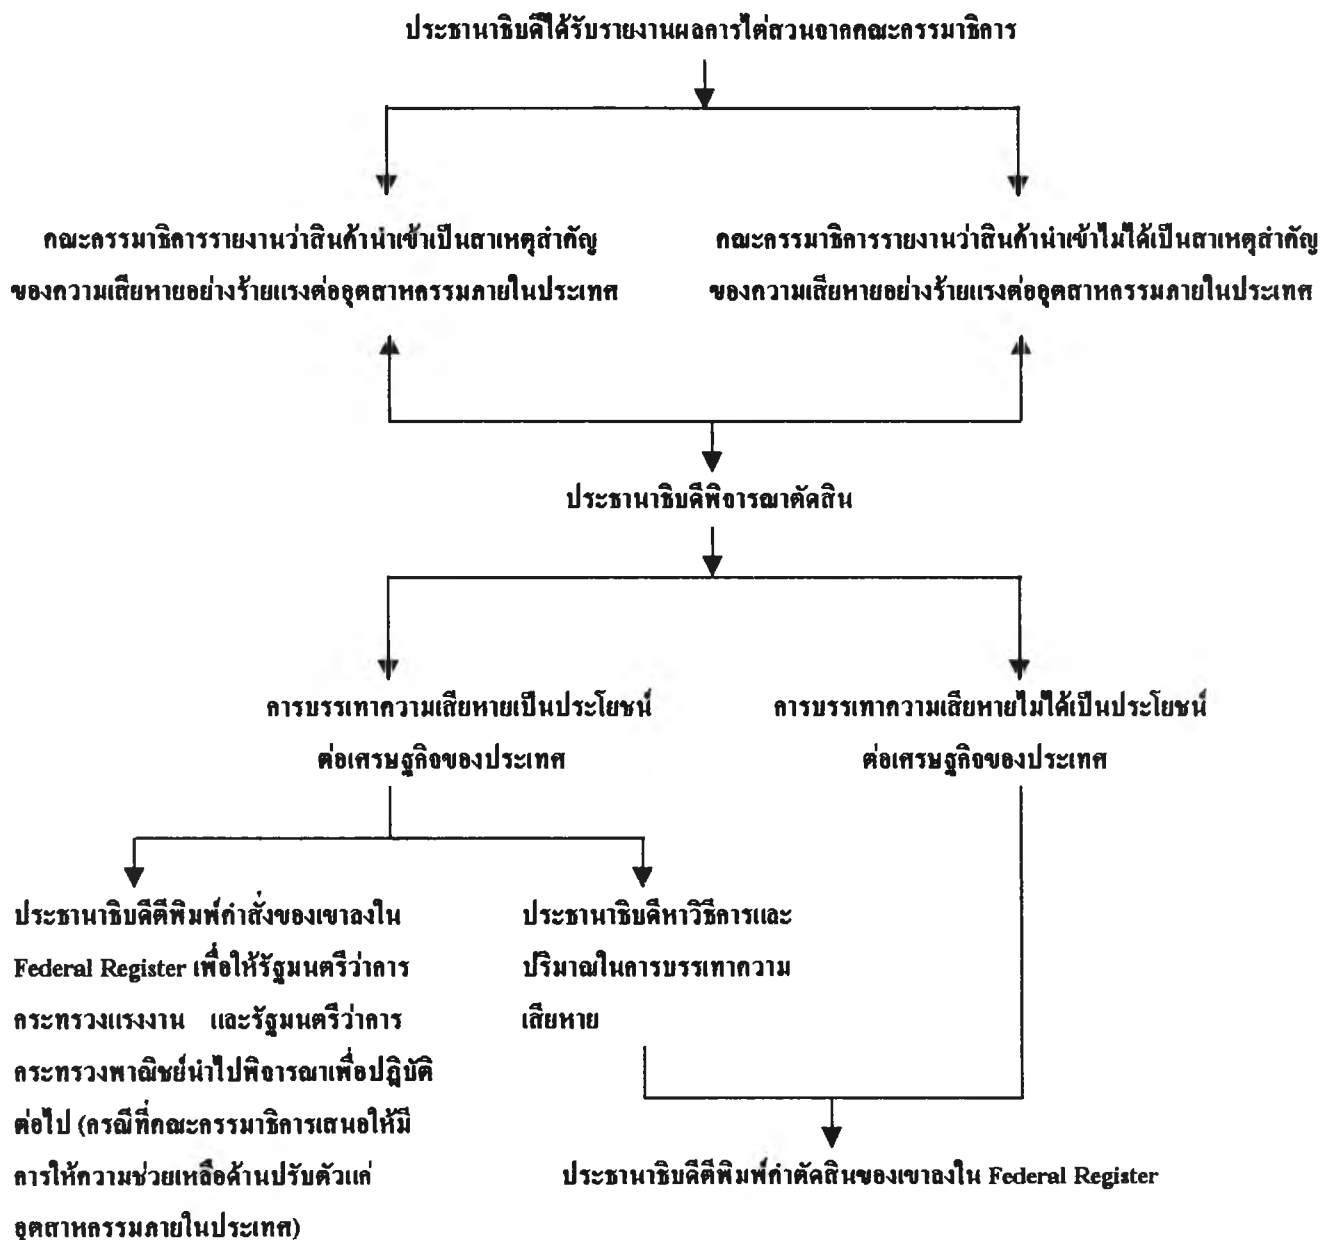 ประธานาธิบดีได้รับรายงานผลการไต่สวนจากคณะกรรมาธิการ
คณะกรรมาธิการรายงานว่าสินค้านำเข้าเป็นสาเหตุสำคัญ
ของความเสียหายอย่างร้ายแรงต่ออุตสาหกรรมภายในประเทศ
คณะกรรมาธิการรายงานว่าสินค้านำเข้าไม่ได้เป็นสาเหตุสำคัญ
ของความเสียหายอย่างร้ายแรงต่ออุตสาหกรรมภายในประเทศ
ประธานาธิบดีพิจารณาตัดสิน
การบรรเทาความเสียหายเป็นประโยชน์
ต่อเศรษฐกิจของประเทศ
การบรรเทาความเสียหายไม่ได้เป็นประโยชน์
ต่อเศรษฐกิจของประเทศ
ประธานาธิบดีตีพิมพ์คำสั่งของเขาลงใน
Federal Register เพื่อให้รัฐมนตรีว่าการ
กระทรวงแรงงาน และรัฐมนตรีว่าการ
กระทรวงพาณิชย์นำไปพิจารณาเพื่อปฏิบัติ
ต่อไป (กรณีที่คณะกรรมาธิการเสนอให้มี
การให้ความช่วยเหลือด้านปรับตัวแก่
อุตสาหกรรมภายในประเทศ)
ประธานาธิบดีหาวิธีการและ
ปริมาณในการบรรเทาความ
เสียหาย
ประธานาธิบดีตีพิมพ์คำตัดสินของเขาลงใน Federal Register